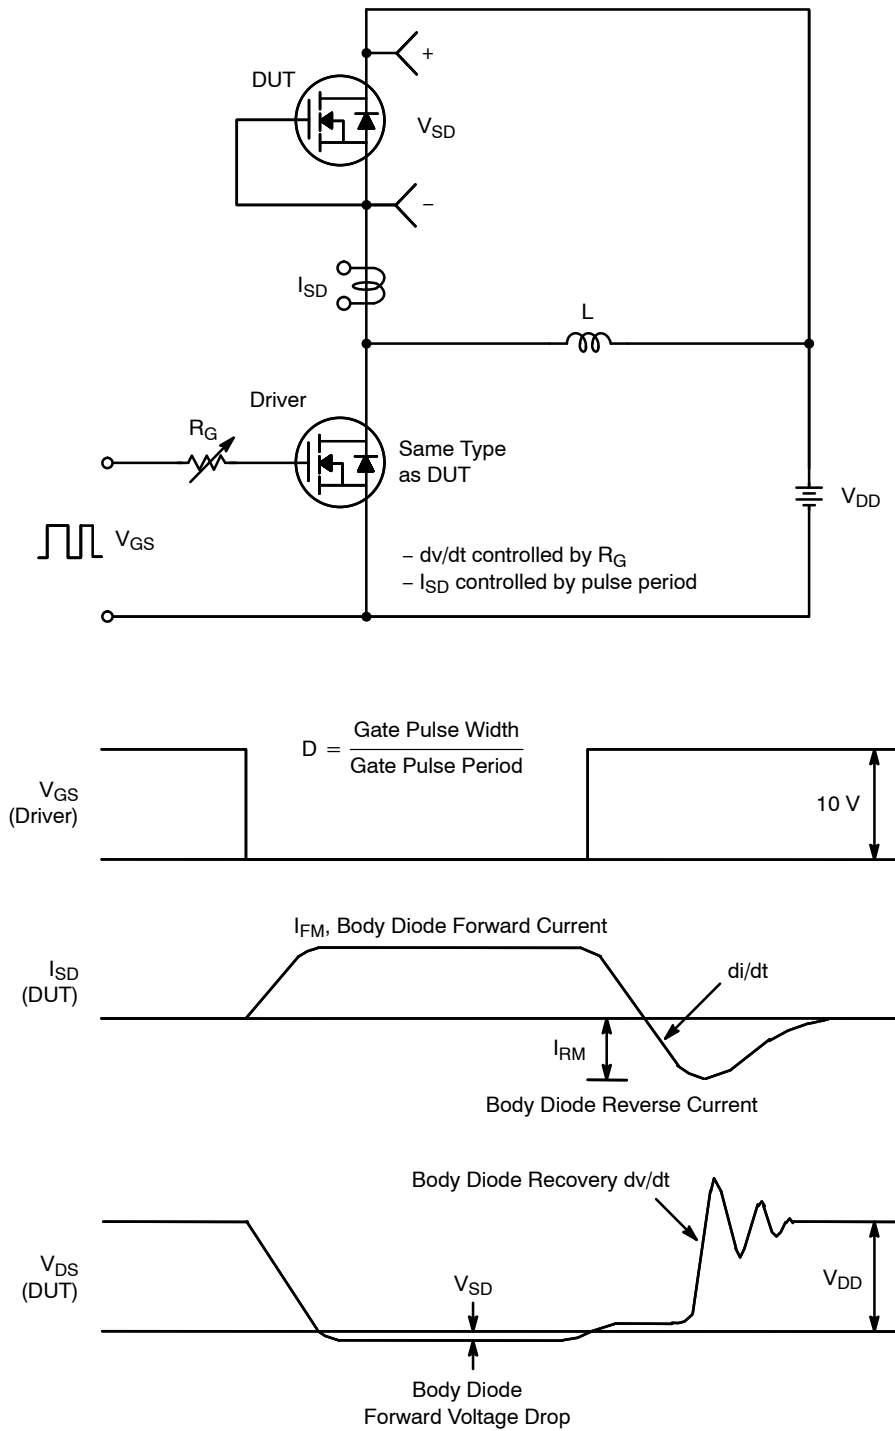 DUT
+
V_SD
−
I_SD
L
Driver
R_G
Same Type
as DUT
V_DD
V_GS
− dv/dt controlled by R_G
− I_SD controlled by pulse period
D = Gate Pulse Width
Gate Pulse Period
V_GS
(Driver)
10 V
I_FM, Body Diode Forward Current
I_SD
(DUT)
di/dt
I_RM
Body Diode Reverse Current
Body Diode Recovery dv/dt
V_DS
(DUT)
V_SD
V_DD
Body Diode
Forward Voltage Drop